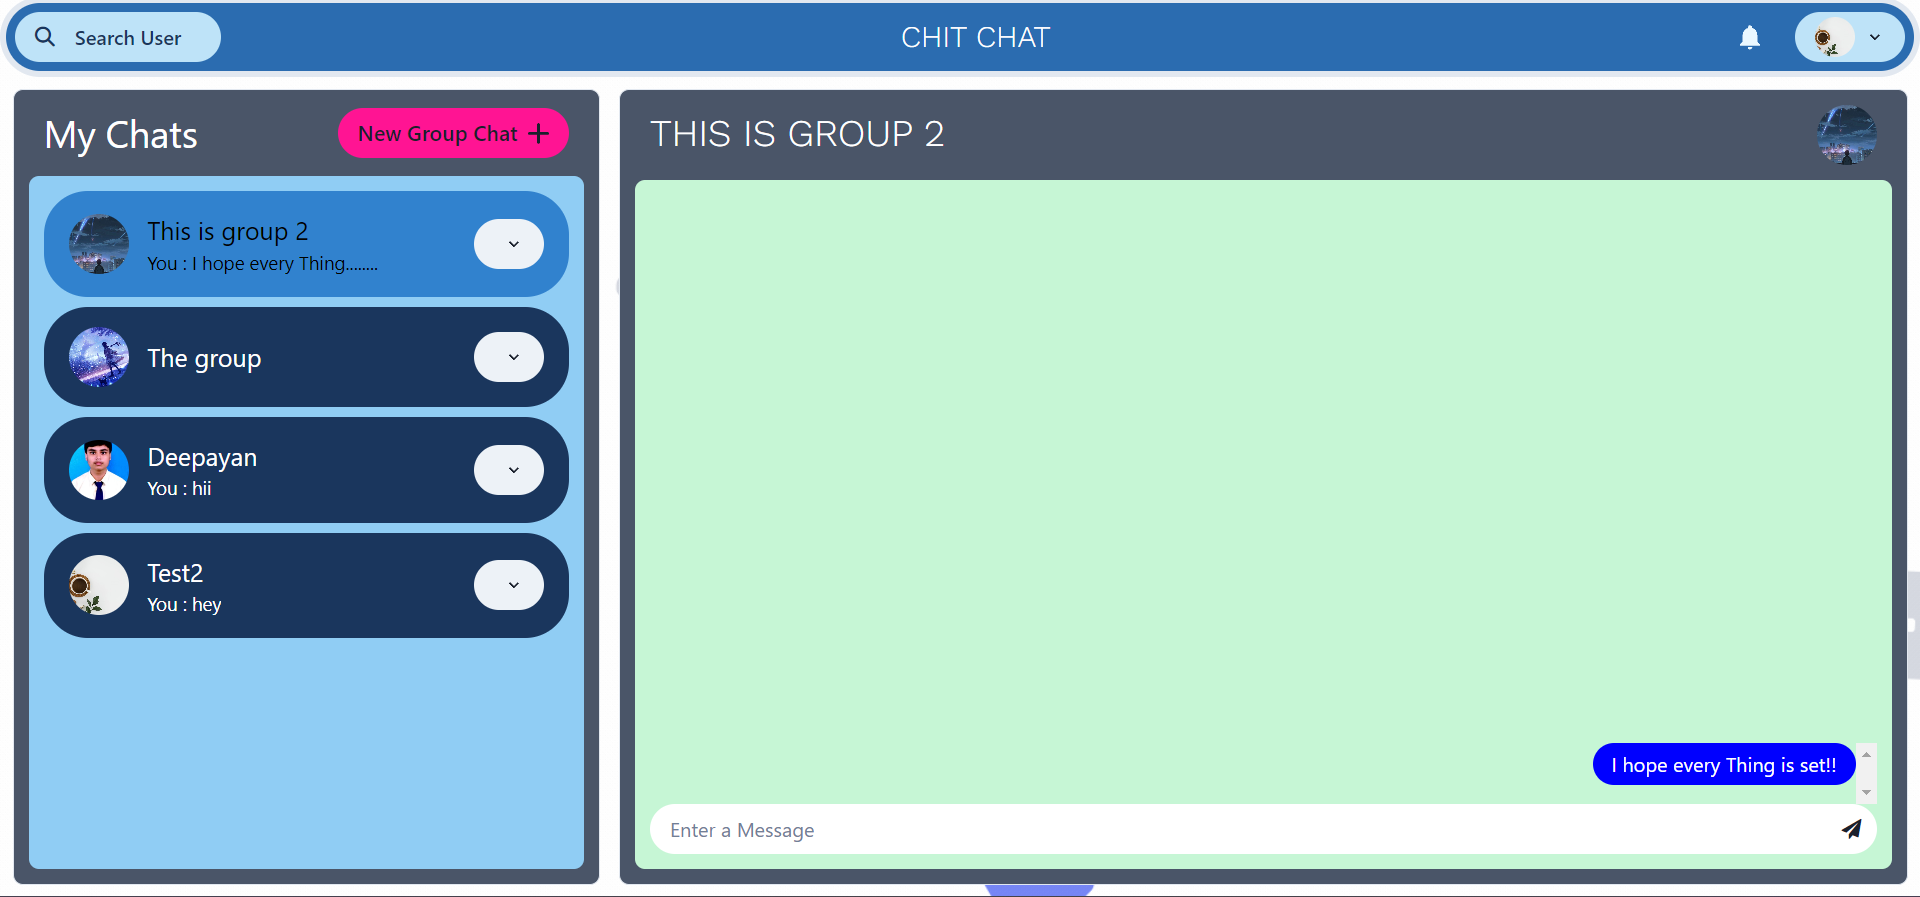 Search User
CHIT CHAT
My Chats
New Group Chat
This is group 2
You : I hope every Thing........
The group
Deepayan
You : hii
Test2
You : hey
THIS IS GROUP 2
I hope every Thing is set!!
Enter a Message